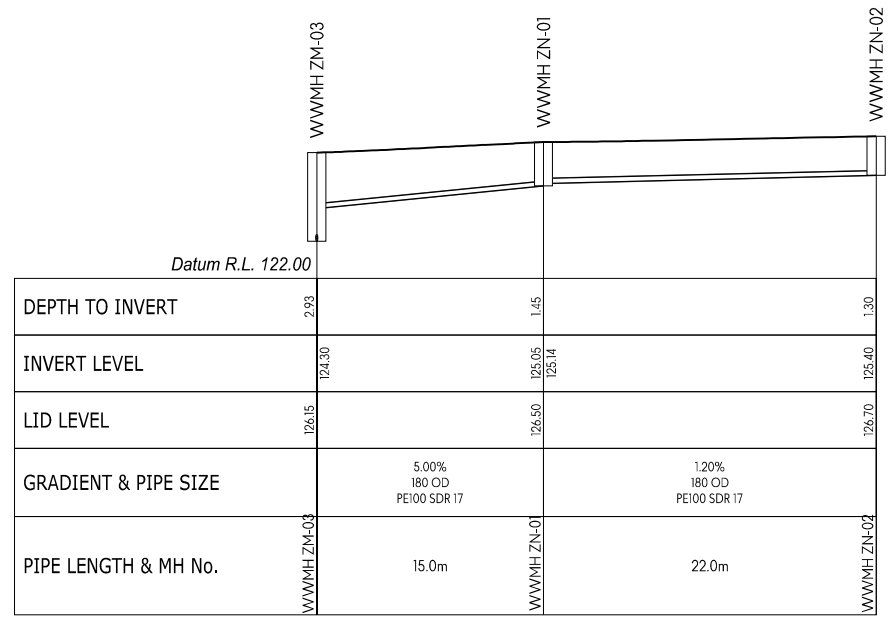 WWMH ZM-03
WWMH ZN-01
WWMH ZN-02
Datum R.L. 122.00
DEPTH TO INVERT
2.93
1.45
1.30
INVERT LEVEL
124.30
125.05
125.14
125.40
LID LEVEL
126.15
126.50
126.70
GRADIENT & PIPE SIZE
5.00%
180 OD
PE100 SDR 17
1.20%
180 OD
PE100 SDR 17
PIPE LENGTH & MH No.
WWMH ZM-03
15.0m
WWMH ZN-01
22.0m
WWMH ZN-02